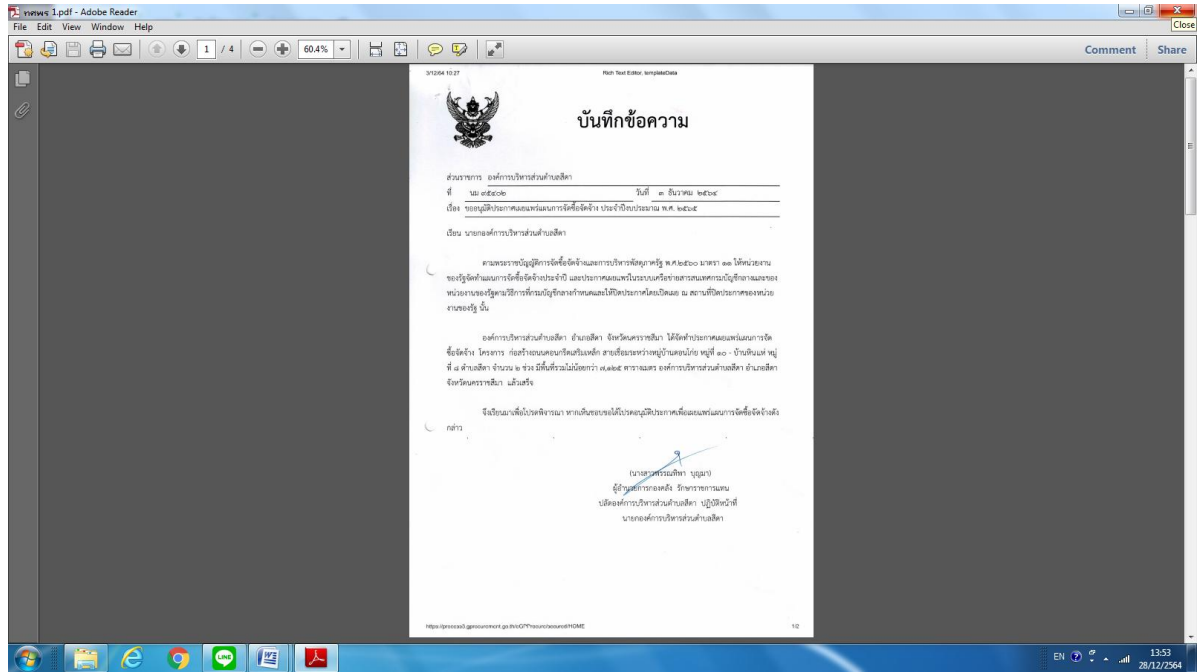 ทศพร 1.pdf - Adobe Reader
File Edit View Window Help
Close
1 / 4 60.4% Comment Share
3/12/64 10:27 Rich Text Editor, templateData
บันทึกข้อความ
ส่วนราชการ องค์การบริหารส่วนตำบลสีดา
ที่ นม ๙๕๔๐๒ วันที่ ๓ ธันวาคม ๒๕๖๔
เรื่อง ขออนุมัติประกาศเผยแพร่แผนการจัดซื้อจัดจ้าง ประจำปีงบประมาณ พ.ศ. ๒๕๖๕
เรียน นายกองค์การบริหารส่วนตำบลสีดา
ตามพระราชบัญญัติการจัดซื้อจัดจ้างและการบริหารพัสดุภาครัฐ พ.ศ.๒๕๖๐ มาตรา ๑๑ ให้หน่วยงาน
ของรัฐจัดทำแผนการจัดซื้อจัดจ้างประจำปี และประกาศเผยแพร่ในระบบเครือข่ายสารสนเทศกรมบัญชีกลางและของ
หน่วยงานของรัฐตามวิธีการที่กรมบัญชีกลางกำหนดและให้ปิดประกาศโดยเปิดเผย ณ สถานที่ปิดประกาศของหน่วย
งานของรัฐ นั้น
องค์การบริหารส่วนตำบลสีดา อำเภอสีดา จังหวัดนครราชสีมา ได้จัดทำประกาศเผยแพร่แผนการจัด
ซื้อจัดจ้าง โครงการ ก่อสร้างถนนคอนกรีตเสริมเหล็ก สายเชื่อมระหว่างหมู่บ้านดอนไก่ย หมู่ที่ ๑๐ - บ้านหินแห่ หมู่
ที่ ๘ ตำบลสีดา จำนวน ๒ ช่วง มีพื้นที่รวมไม่น้อยกว่า ๗,๑๒๕ ตารางเมตร องค์การบริหารส่วนตำบลสีดา อำเภอสีดา
จังหวัดนครราชสีมา แล้วเสร็จ
จึงเรียนมาเพื่อโปรดพิจารณา หากเห็นชอบขอได้โปรดอนุมัติประกาศเพื่อเผยแพร่แผนการจัดซื้อจัดจ้างดัง
กล่าว
(นางสาวพรรณทิพา บุญมา)
ผู้อำนวยการกองคลัง รักษาราชการแทน
ปลัดองค์การบริหารส่วนตำบลสีดา ปฏิบัติหน้าที่
นายกองค์การบริหารส่วนตำบลสีดา
1/2
EN 13:53
28/12/2564